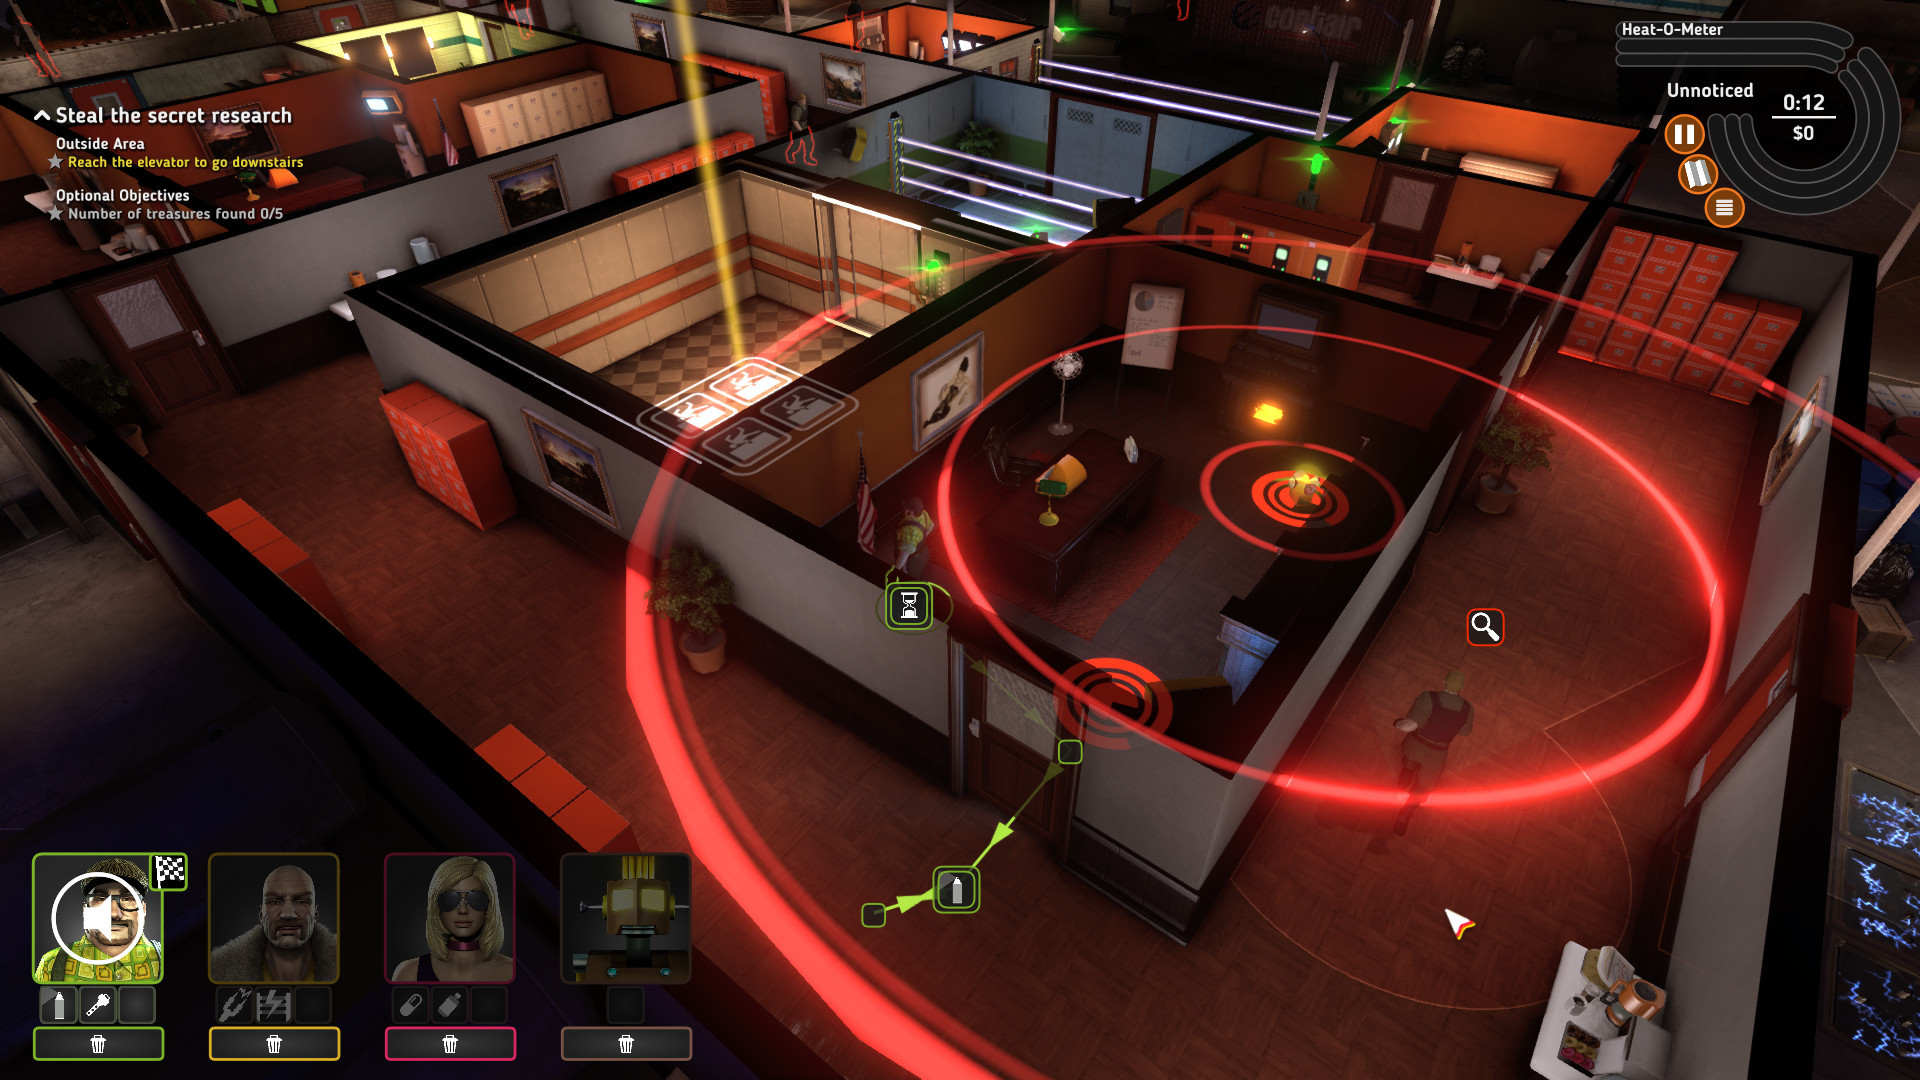 Steal the secret research
Outside Area
Reach the elevator to go downstairs
Optional Objectives
Number of treasures found 0/5
Heat-O-Meter
Unnoticed
0:12
$0